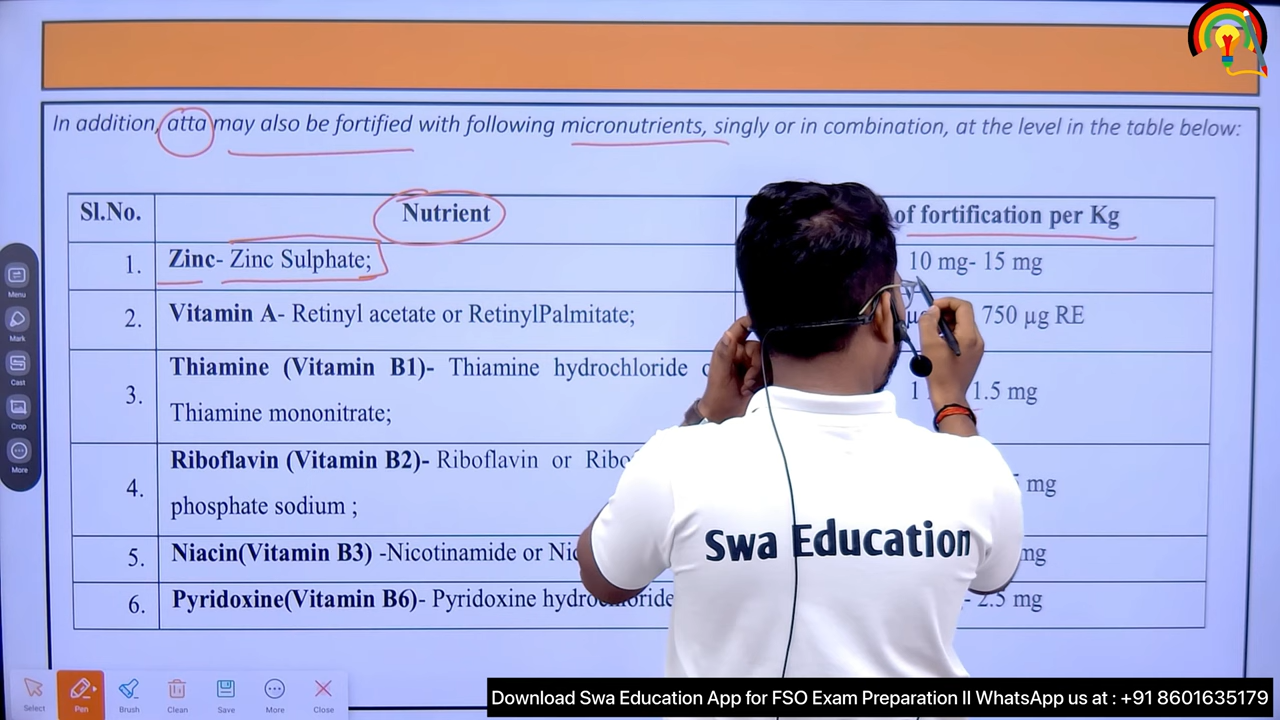 In addition, atta may also be fortified with following micronutrients, singly or in combination, at the level in the table below:
Sl.No. Nutrient of fortification per Kg
1. Zinc- Zinc Sulphate; 10 mg- 15 mg
2. Vitamin A- Retinyl acetate or RetinylPalmitate; 750 µg RE
3. Thiamine (Vitamin B1)- Thiamine hydrochloride
Thiamine mononitrate; 1.5 mg
4. Riboflavin (Vitamin B2)- Riboflavin or
phosphate sodium ; mg
5. Niacin(Vitamin B3) -Nicotinamide or mg
6. Pyridoxine(Vitamin B6)- Pyridoxine - 2.5 mg
Menu
Mark
Cast
Crop
More
Swa Education
Select Pen Brush Clean Save More Close
Download Swa Education App for FSO Exam Preparation II WhatsApp us at : +91 8601635179